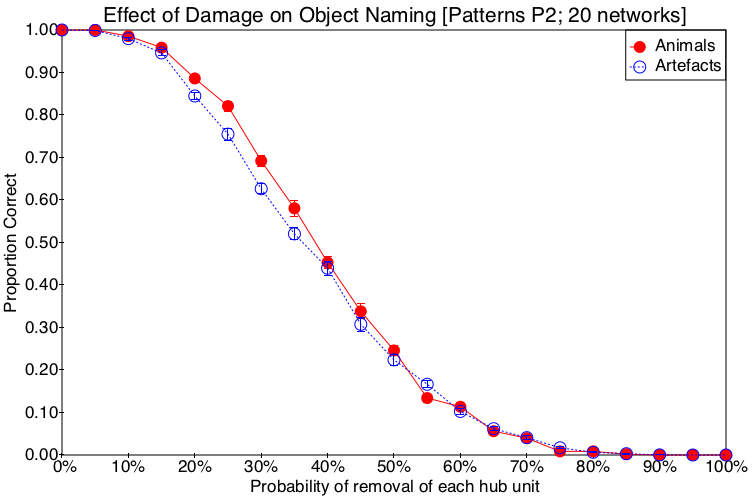 Effect of Damage on Object Naming [Patterns P2; 20 networks]
Animals
Artefacts
Proportion Correct
1.00
0.90
0.80
0.70
0.60
0.50
0.40
0.30
0.20
0.10
0.00
0% 10% 20% 30% 40% 50% 60% 70% 80% 90% 100%
Probability of removal of each hub unit